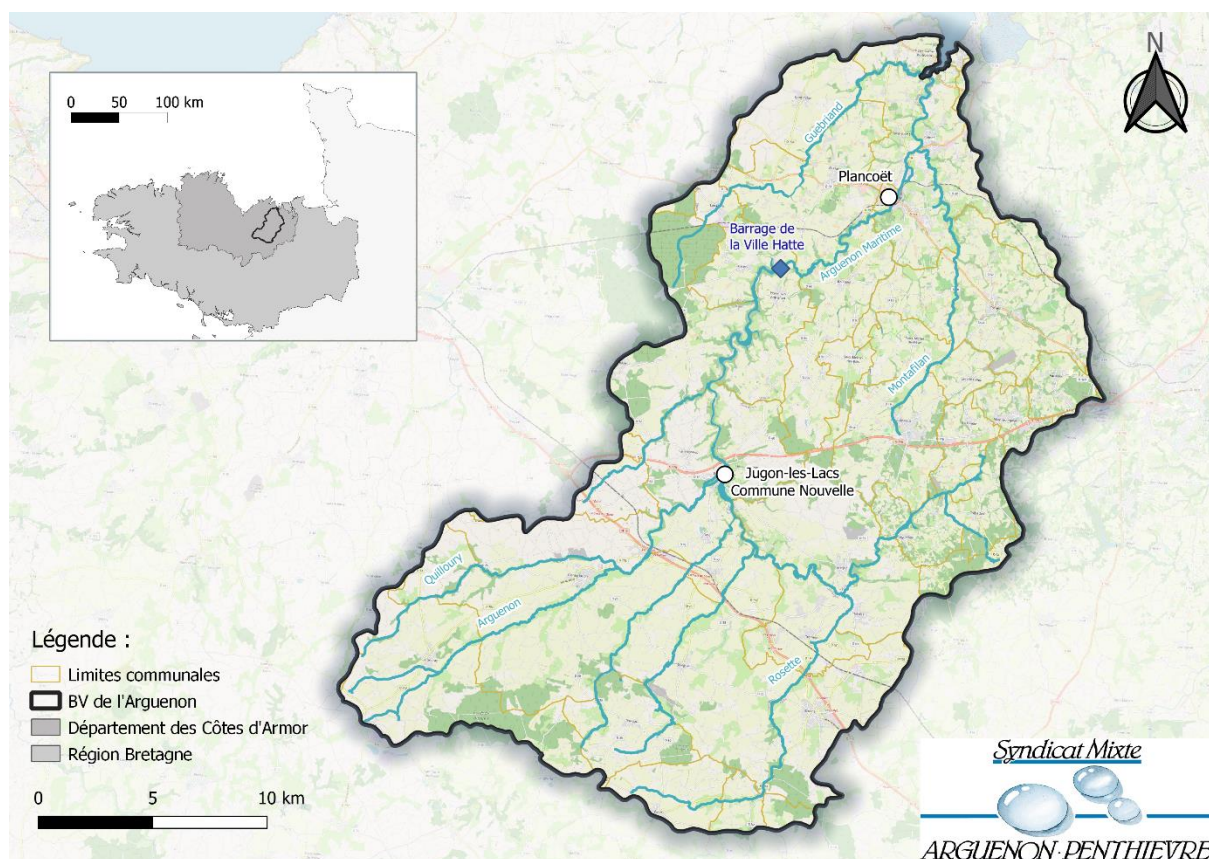 0 50 100 km
N
Guébriand
Plancoët
Barrage de
la Ville Hatte
Arguenon Maritime
Montafilan
Jugon-les-Lacs
Commune Nouvelle
Quilloury
Arguenon
Rosette
Légende :
Limites communales
BV de l'Arguenon
Département des Côtes d'Armor
Région Bretagne
0 5 10 km
Syndicat Mixte
ARGUENON-PENTHIEVRE